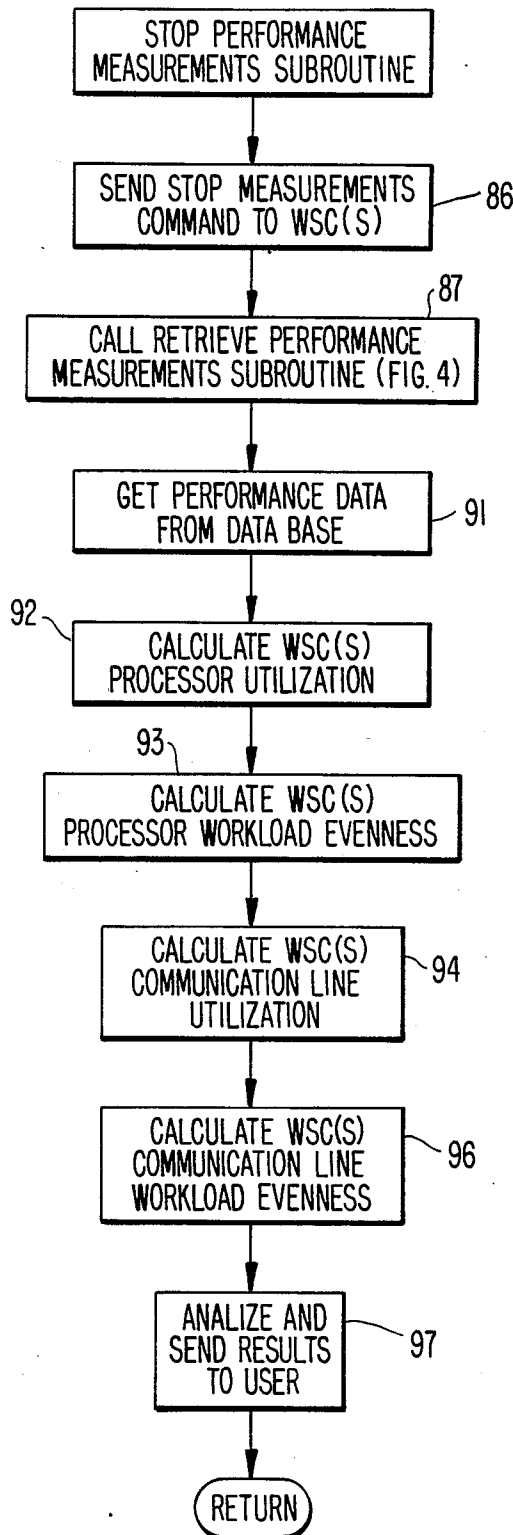 STOP PERFORMANCE
MEASUREMENTS SUBROUTINE
SEND STOP MEASUREMENTS
COMMAND TO WSC(S)
86
87
CALL RETRIEVE PERFORMANCE
MEASUREMENTS SUBROUTINE (FIG. 4)
GET PERFORMANCE DATA
FROM DATA BASE
91
92
CALCULATE WSC(S)
PROCESSOR UTILIZATION
93
CALCULATE WSC(S)
PROCESSOR WORKLOAD EVENNESS
CALCULATE WSC(S)
COMMUNICATION LINE
UTILIZATION
94
CALCULATE WSC(S)
COMMUNICATION LINE
WORKLOAD EVENNESS
96
ANALIZE AND
SEND RESULTS
TO USER
97
RETURN